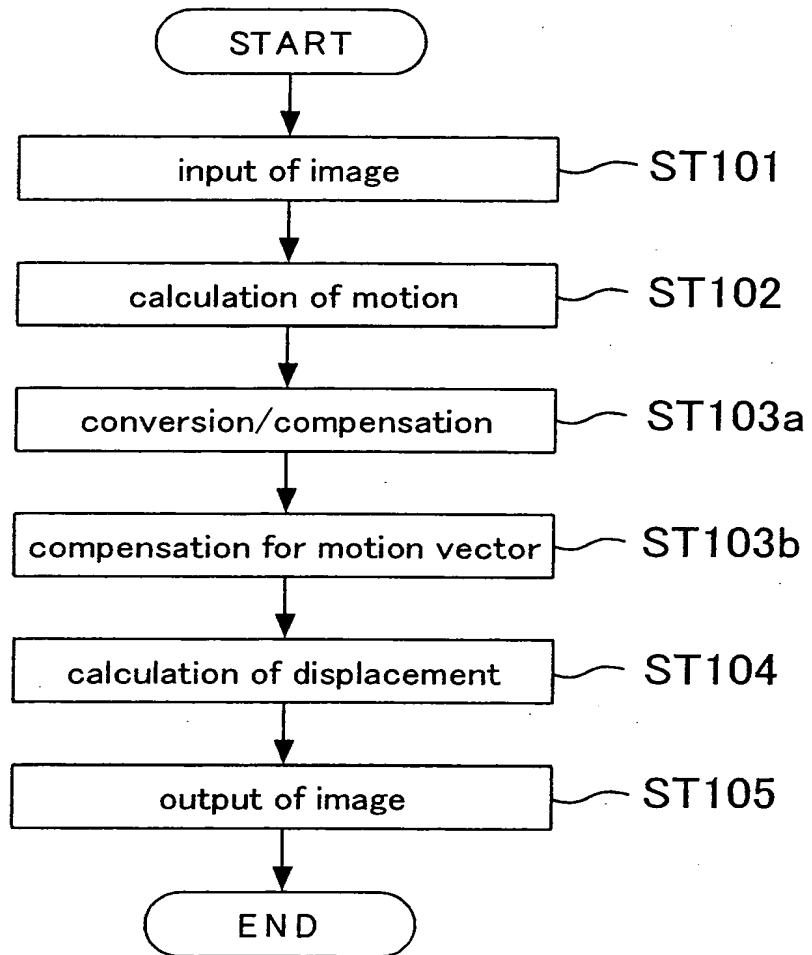 START
input of image ST101
calculation of motion ST102
conversion/compensation ST103a
compensation for motion vector ST103b
calculation of displacement ST104
output of image ST105
END